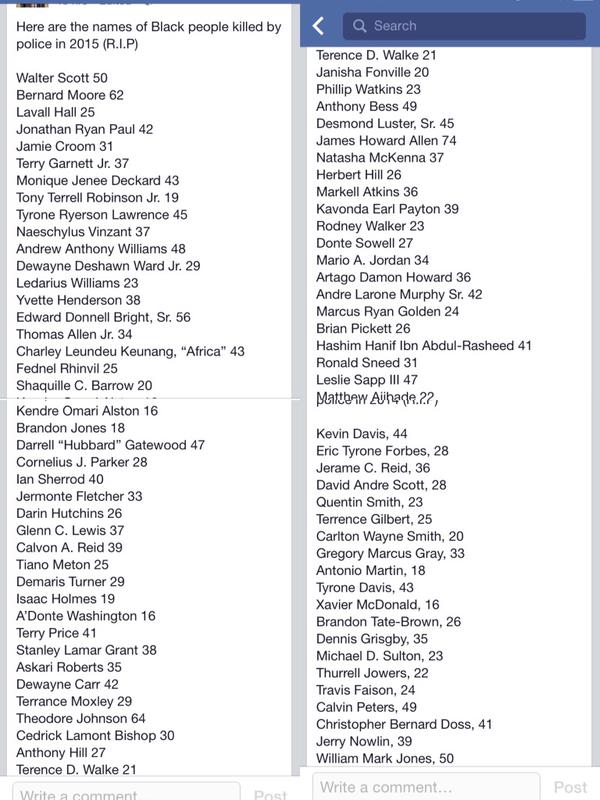 Here are the names of Black people killed by
police in 2015 (R.I.P)
Walter Scott 50
Bernard Moore 62
Lavall Hall 25
Jonathan Ryan Paul 42
Jamie Croom 31
Terry Garnett Jr. 37
Monique Jenee Deckard 43
Tony Terrell Robinson Jr. 19
Tyrone Ryerson Lawrence 45
Naeschylus Vinzant 37
Andrew Anthony Williams 48
Dewayne Deshawn Ward Jr. 29
Ledarius Williams 23
Yvette Henderson 38
Edward Donnell Bright, Sr. 56
Thomas Allen Jr. 34
Charley Leundeu Keunang, “Africa” 43
Fednel Rhinvil 25
Shaquille C. Barrow 20
Kendre Omari Alston 16
Brandon Jones 18
Darrell “Hubbard” Gatewood 47
Cornelius J. Parker 28
Ian Sherrod 40
Jermonte Fletcher 33
Darin Hutchins 26
Glenn C. Lewis 37
Calvon A. Reid 39
Tiano Meton 25
Demaris Turner 29
Isaac Holmes 19
A’Donte Washington 16
Terry Price 41
Stanley Lamar Grant 38
Askari Roberts 35
Dewayne Carr 42
Terrance Moxley 29
Theodore Johnson 64
Cedrick Lamont Bishop 30
Anthony Hill 27
Terence D. Walke 21
Write a comment...
Post
Search
Terence D. Walke 21
Janisha Fonville 20
Phillip Watkins 23
Anthony Bess 49
Desmond Luster, Sr. 45
James Howard Allen 74
Natasha McKenna 37
Herbert Hill 26
Markell Atkins 36
Kavonda Earl Payton 39
Rodney Walker 23
Donte Sowell 27
Mario A. Jordan 34
Artago Damon Howard 36
Andre Larone Murphy Sr. 42
Marcus Ryan Golden 24
Brian Pickett 26
Hashim Hanif Ibn Abdul-Rasheed 41
Ronald Sneed 31
Leslie Sapp III 47
Matthew Ajibade 22
Kevin Davis, 44
Eric Tyrone Forbes, 28
Jerame C. Reid, 36
David Andre Scott, 28
Quentin Smith, 23
Terrence Gilbert, 25
Carlton Wayne Smith, 20
Gregory Marcus Gray, 33
Antonio Martin, 18
Tyrone Davis, 43
Xavier McDonald, 16
Brandon Tate-Brown, 26
Dennis Grigsby, 35
Michael D. Sulton, 23
Thurrell Jowers, 22
Travis Faison, 24
Calvin Peters, 49
Christopher Bernard Doss, 41
Jerry Nowlin, 39
William Mark Jones, 50
Write a comment...
Post